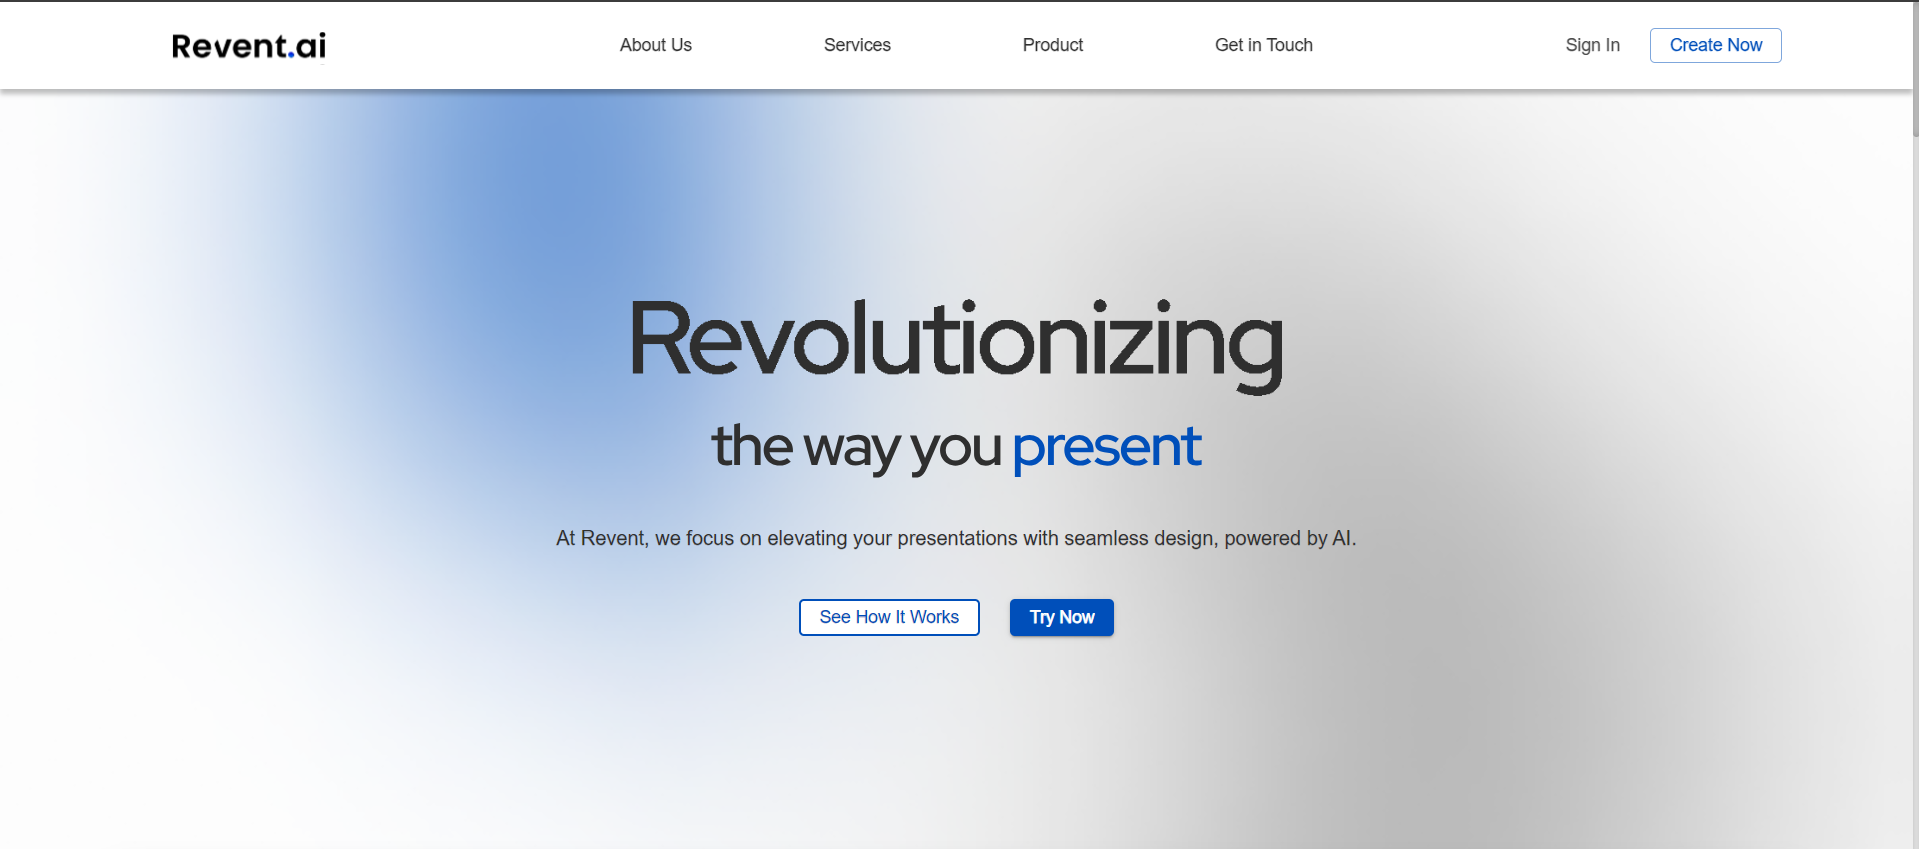 Revent.ai
About Us
Services
Product
Get in Touch
Sign In
Create Now
Revolutionizing
the way you present
At Revent, we focus on elevating your presentations with seamless design, powered by AI.
See How It Works
Try Now